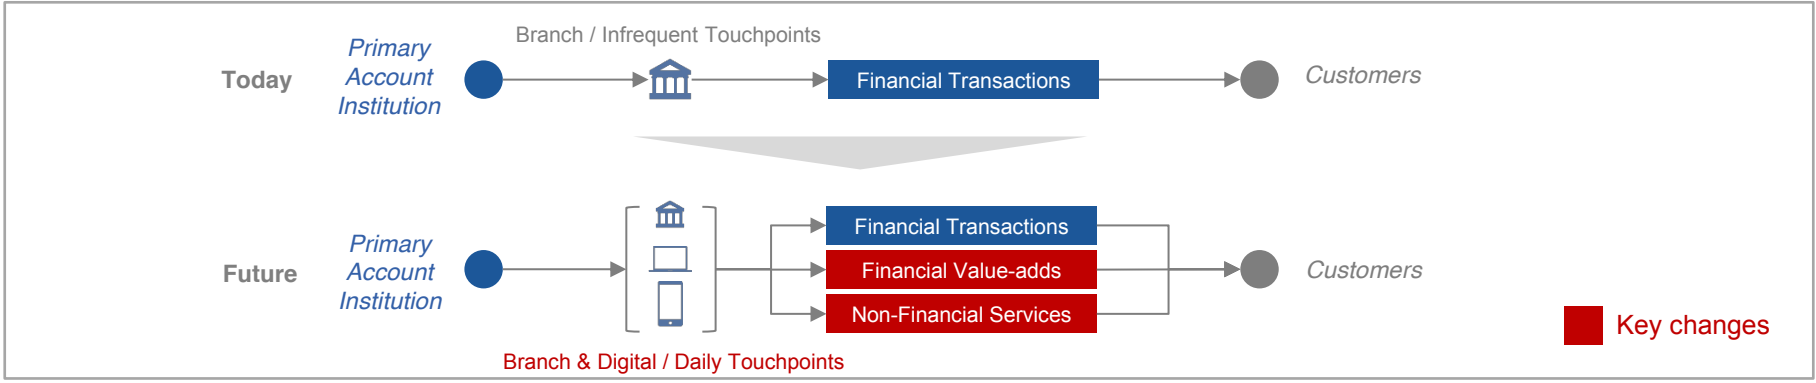 Branch / Infrequent Touchpoints
Today
Primary
Account
Institution
Financial Transactions
Customers
Future
Primary
Account
Institution
Financial Transactions
Financial Value-adds
Non-Financial Services
Customers
Branch & Digital / Daily Touchpoints
Key changes